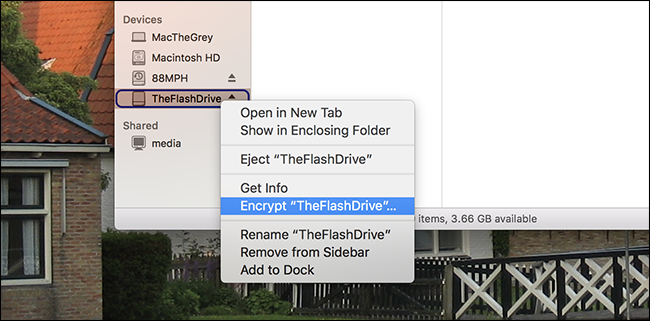 Devices
MacTheGrey
Macintosh HD
88MPH
TheFlashDrive
Shared
media
Open in New Tab
Show in Enclosing Folder
Eject “TheFlashDrive”
Get Info
Encrypt “TheFlashDrive”...
Rename “TheFlashDrive”
Remove from Sidebar
Add to Dock
items, 3.66 GB available